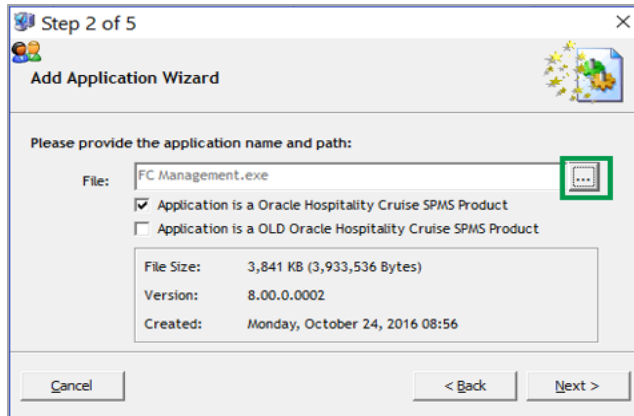 Step 2 of 5
Add Application Wizard
Please provide the application name and path:
File: FC Management.exe ...
Application is a Oracle Hospitality Cruise SPMS Product
Application is a OLD Oracle Hospitality Cruise SPMS Product
File Size: 3,841 KB (3,933,536 Bytes)
Version: 8.00.0.0002
Created: Monday, October 24, 2016 08:56
Cancel < Back Next >